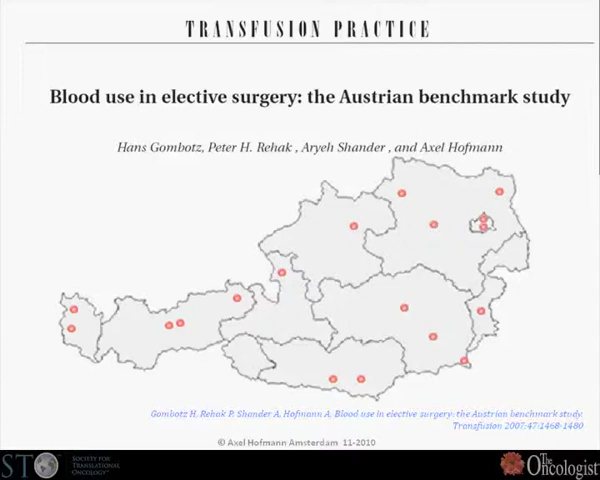 TRANSFUSION PRACTICE
Blood use in elective surgery: the Austrian benchmark study
Hans Gombotz, Peter H. Rehak , Aryeh Shander , and Axel Hofmann
Gombotz H, Rehak P, Shander A, Hofmann A. Blood use in elective surgery: the Austrian benchmark study.
Transfusion 2007;47:1468-1480
© Axel Hofmann Amsterdam 11-2010
STO
SOCIETY FOR
TRANSLATIONAL
ONCOLOGY
The
Oncologist